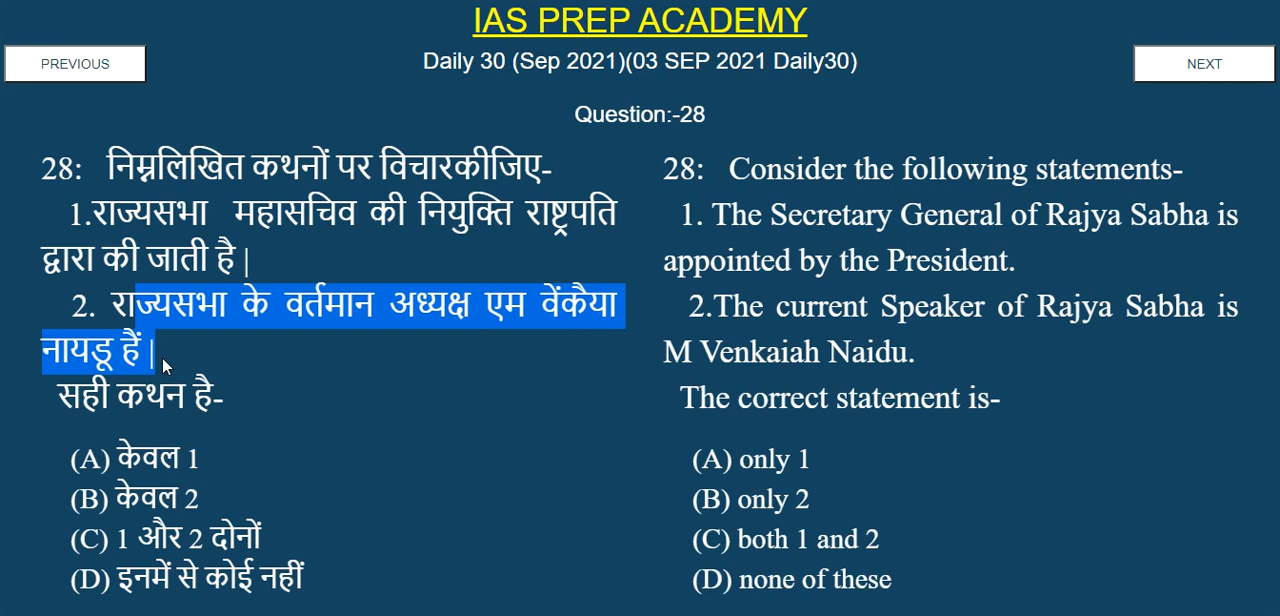 IAS PREP ACADEMY
PREVIOUS
Daily 30 (Sep 2021)(03 SEP 2021 Daily30)
NEXT
Question:-28
28: निम्नलिखित कथनों पर विचारकीजिए-
1.राज्यसभा महासचिव की नियुक्ति राष्ट्रपति
द्वारा की जाती है |
2. राज्यसभा के वर्तमान अध्यक्ष एम वेंकैया
नायडू हैं |
सही कथन है-
(A) केवल 1
(B) केवल 2
(C) 1 और 2 दोनों
(D) इनमें से कोई नहीं
28: Consider the following statements-
1. The Secretary General of Rajya Sabha is
appointed by the President.
2.The current Speaker of Rajya Sabha is
M Venkaiah Naidu.
The correct statement is-
(A) only 1
(B) only 2
(C) both 1 and 2
(D) none of these